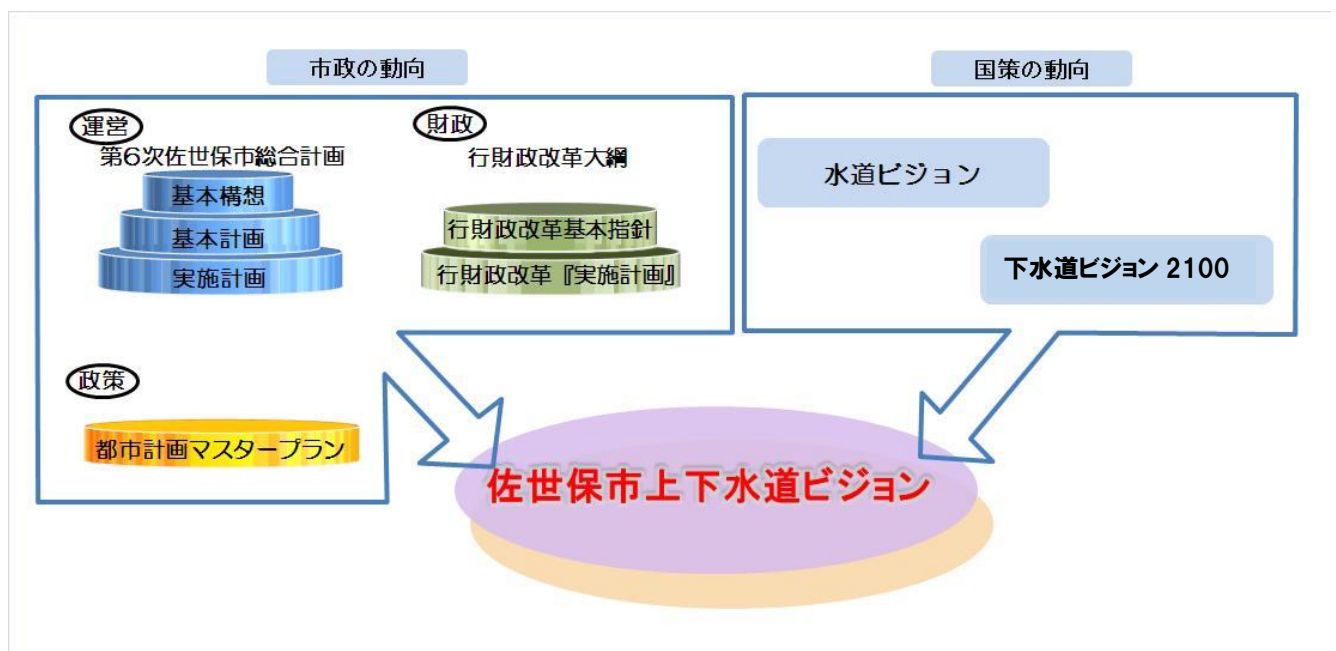 市政の動向
運営
第6次佐世保市総合計画
基本構想
基本計画
実施計画
財政
行財政改革大綱
行財政改革基本指針
行財政改革『実施計画』
政策
都市計画マスタープラン
国策の動向
水道ビジョン
下水道ビジョン 2100
佐世保市上下水道ビジョン